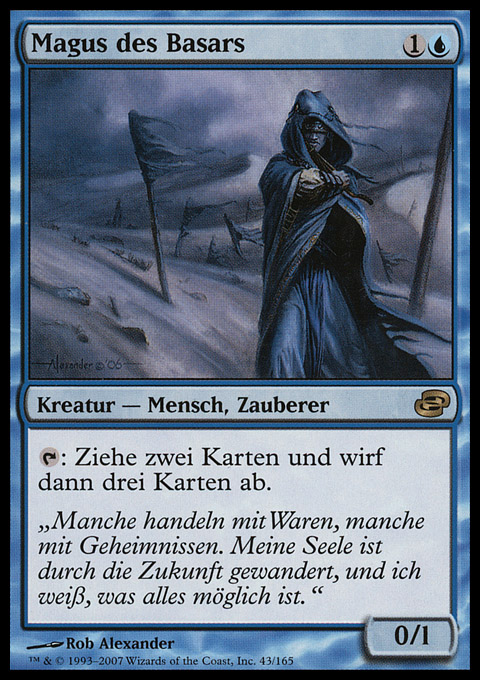 Magus des Basars
1
Alexander © '06
Kreatur — Mensch, Zauberer
: Ziehe zwei Karten und wirf
dann drei Karten ab.
„Manche handeln mit Waren, manche
mit Geheimnissen. Meine Seele ist
durch die Zukunft gewandert, und ich
weiß, was alles möglich ist.“
Rob Alexander
0/1
™ & © 1993–2007 Wizards of the Coast, Inc. 43/165